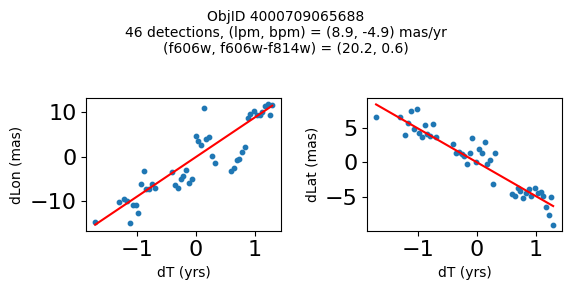 ObjID 4000709065688
46 detections, (lpm, bpm) = (8.9, -4.9) mas/yr
(f606w, f606w-f814w) = (20.2, 0.6)
dLon (mas)
10
0
−10
−1
0
1
dT (yrs)
dLat (mas)
5
0
−5
−1
0
1
dT (yrs)